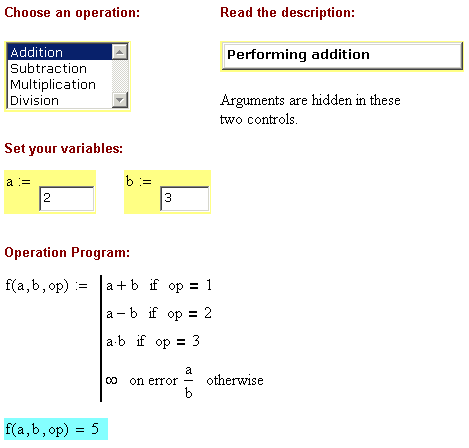 Choose an operation:
Read the description:
Addition
Subtraction
Multiplication
Division
Performing addition
Arguments are hidden in these
two controls.
Set your variables:
a := 2
b := 3
Operation Program:
f(a,b,op) :=
a + b if op = 1
a − b if op = 2
a·b if op = 3
∞ on error a/b otherwise
f(a,b,op) = 5